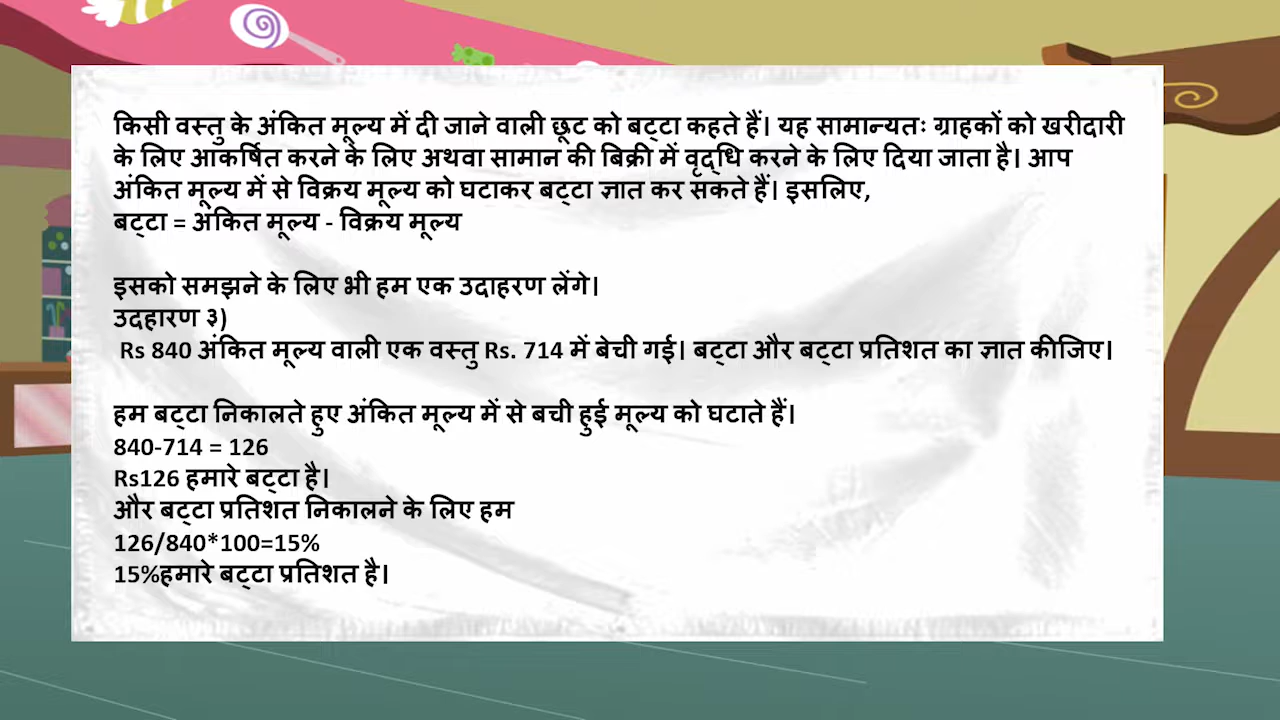 किसी वस्तु के अंकित मूल्य में दी जाने वाली छूट को बट्टा कहते हैं। यह सामान्यतः ग्राहकों को खरीदारी
के लिए आकर्षित करने के लिए अथवा सामान की बिक्री में वृद्धि करने के लिए दिया जाता है। आप
अंकित मूल्य में से विक्रय मूल्य को घटाकर बट्टा ज्ञात कर सकते हैं। इसलिए,
बट्टा = अंकित मूल्य - विक्रय मूल्य
इसको समझने के लिए भी हम एक उदाहरण लेंगे।
उदहारण ३)
Rs 840 अंकित मूल्य वाली एक वस्तु Rs. 714 में बेची गई। बट्टा और बट्टा प्रतिशत का ज्ञात कीजिए।
हम बट्टा निकालते हुए अंकित मूल्य में से बची हुई मूल्य को घटाते हैं।
840-714 = 126
Rs126 हमारे बट्टा है।
और बट्टा प्रतिशत निकालने के लिए हम
126/840*100=15%
15%हमारे बट्टा प्रतिशत है।